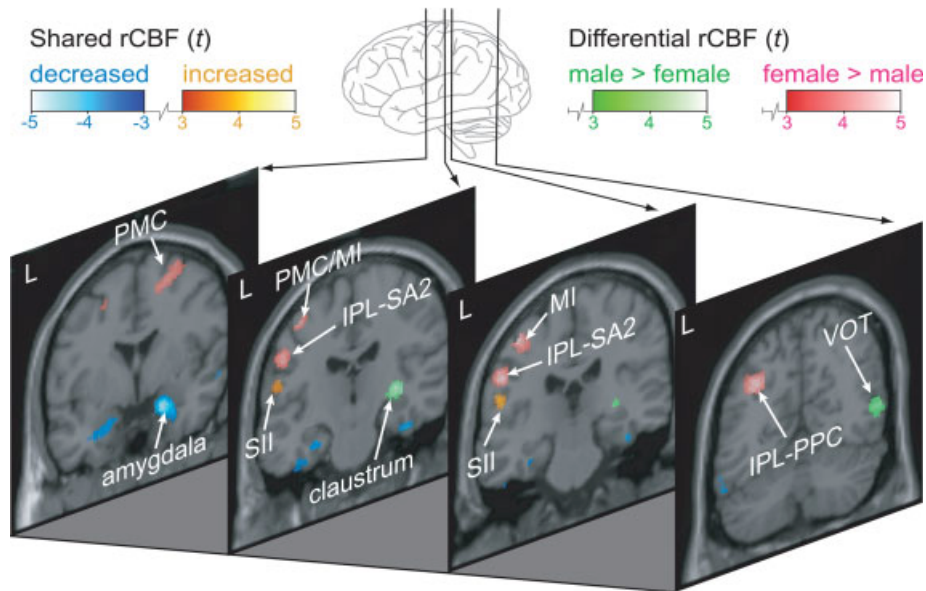 Shared rCBF (t)
decreased
increased
-5 -4 -3
3 4 5
Differential rCBF (t)
male > female
female > male
3 4 5
3 4 5
L
PMC
amygdala
L
PMC/MI
IPL-SA2
SII
claustrum
L
MI
IPL-SA2
SII
L
VOT
IPL-PPC